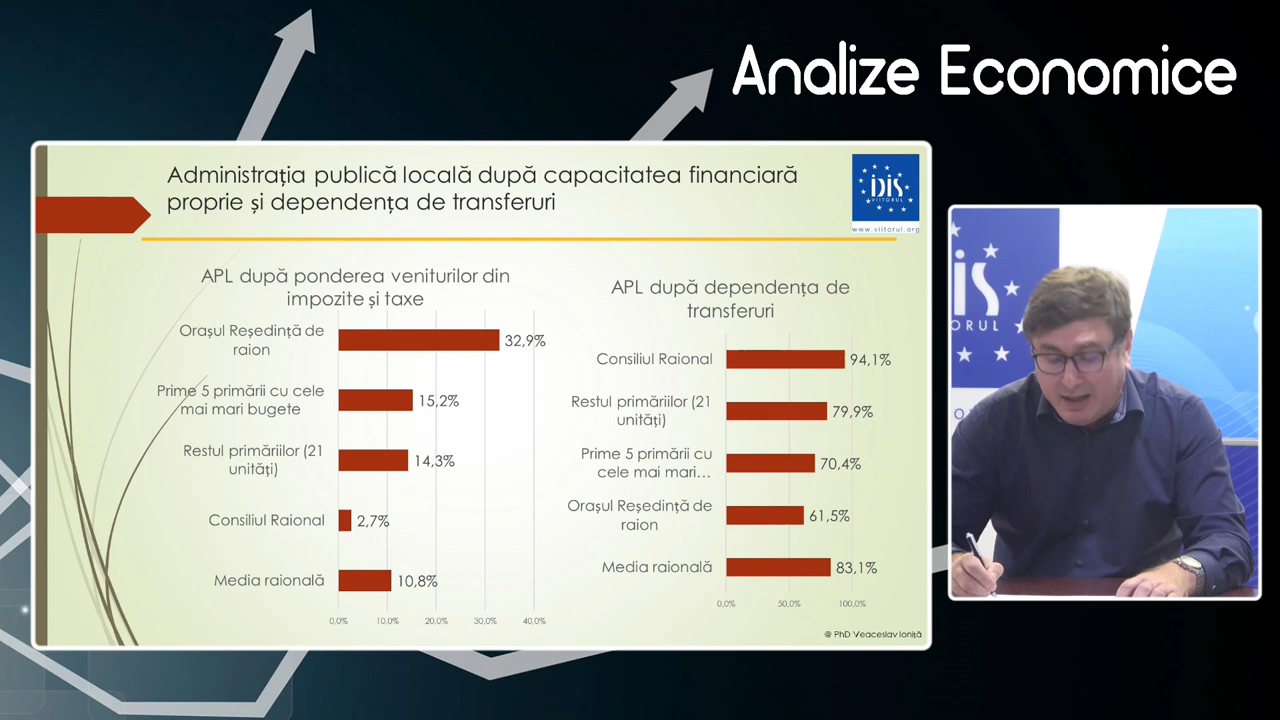 Analize Economice
Administrația publică locală după capacitatea financiară
proprie și dependența de transferuri
IDIS
VIITORUL
www.viitorul.org
APL după ponderea veniturilor din
impozite și taxe
Orașul Reședință de
raion
32,9%
Prime 5 primării cu cele
mai mari bugete
15,2%
Restul primăriilor (21
unități)
14,3%
Consiliul Raional
2,7%
Media raională
10,8%
0,0% 10,0% 20,0% 30,0% 40,0%
APL după dependența de
transferuri
Consiliul Raional
94,1%
Restul primăriilor (21
unități)
79,9%
Prime 5 primării cu
cele mai mari…
70,4%
Orașul Reședință de
raion
61,5%
Media raională
83,1%
0,0% 50,0% 100,0%
@ PhD Veaceslav Ioniță
DIS
ORUL